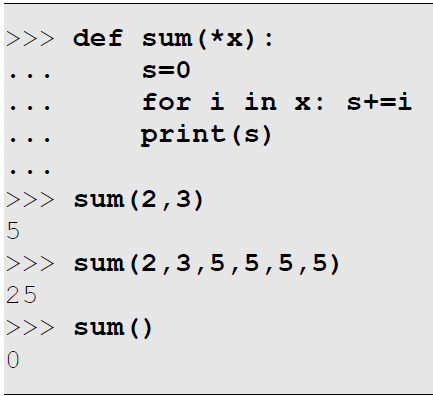 >>> def sum(*x):
...     s=0
...     for i in x: s+=i
...     print(s)
...
>>> sum(2,3)
5
>>> sum(2,3,5,5,5,5)
25
>>> sum()
0